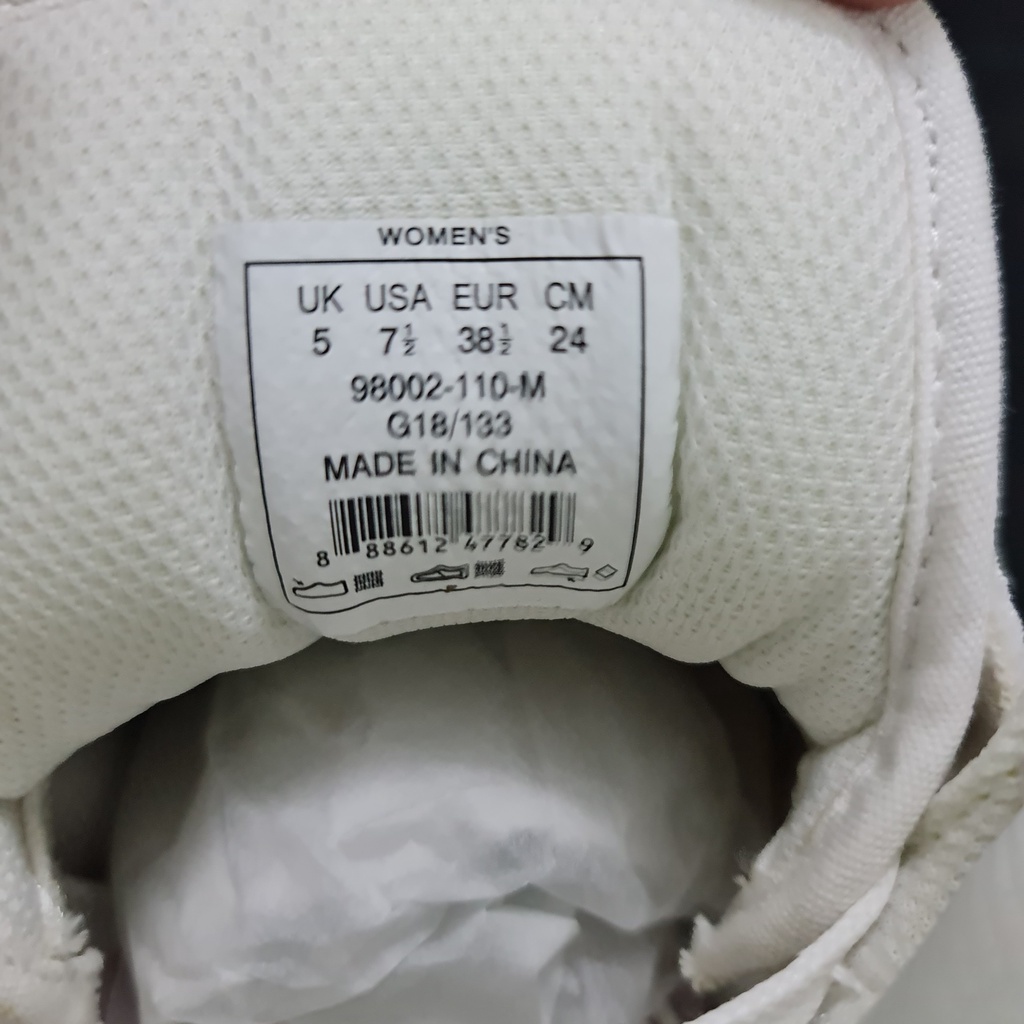 WOMEN'S
UK USA EUR CM
5 7½ 38½ 24
98002-110-M
G18/133
MADE IN CHINA
8 88612 47782 9